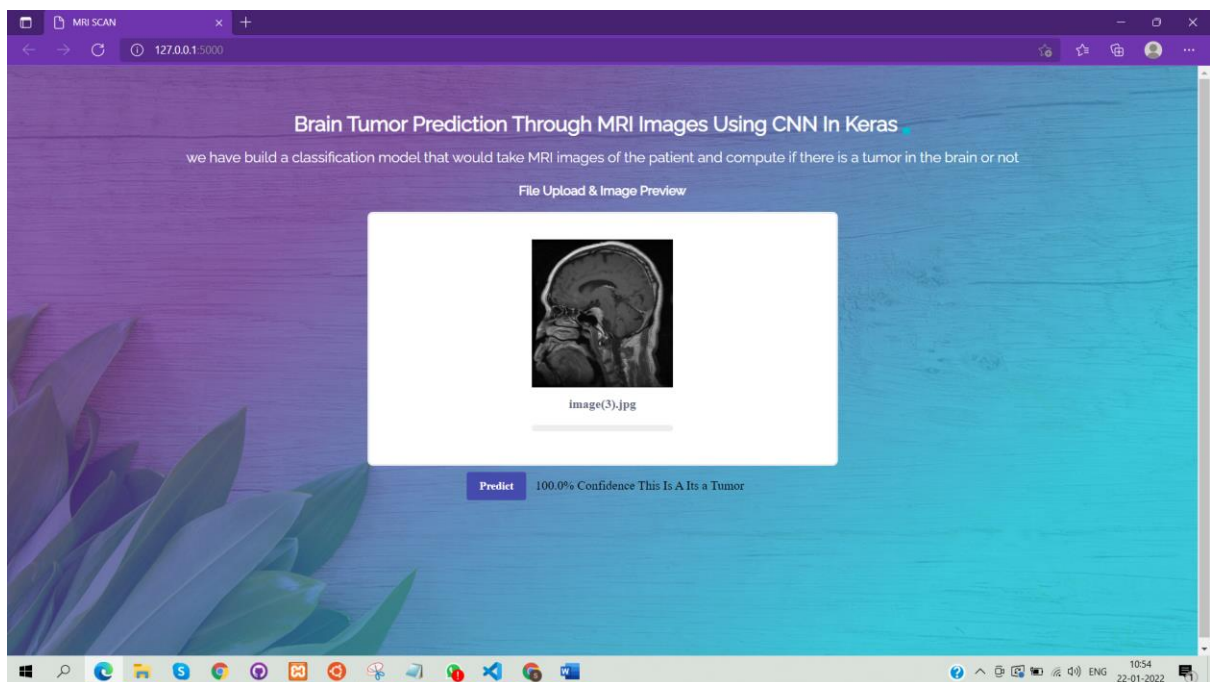 MRI SCAN
127.0.0.1:5000
Brain Tumor Prediction Through MRI Images Using CNN In Keras .
we have build a classification model that would take MRI images of the patient and compute if there is a tumor in the brain or not
File Upload & Image Preview
image(3).jpg
Predict 100.0% Confidence This Is A Its a Tumor
ENG 10:54
22-01-2022